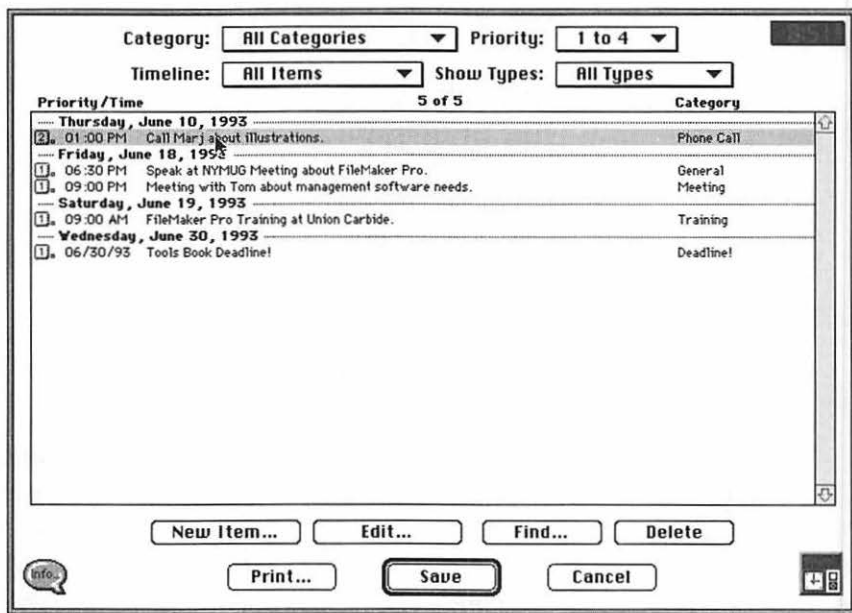 Category: All Categories Priority: 1 to 4
Timeline: All Items Show Types: All Types
Priority/Time 5 of 5 Category
Thursday, June 10, 1993
2. 01:00 PM Call Marj about illustrations. Phone Call
Friday, June 18, 1993
1. 06:30 PM Speak at NYMUG Meeting about FileMaker Pro. General
1. 09:00 PM Meeting with Tom about management software needs. Meeting
Saturday, June 19, 1993
1. 09:00 AM FileMaker Pro Training at Union Carbide. Training
Wednesday, June 30, 1993
1. 06/30/93 Tools Book Deadline! Deadline!
New Item... Edit... Find... Delete
Info... Print... Save Cancel